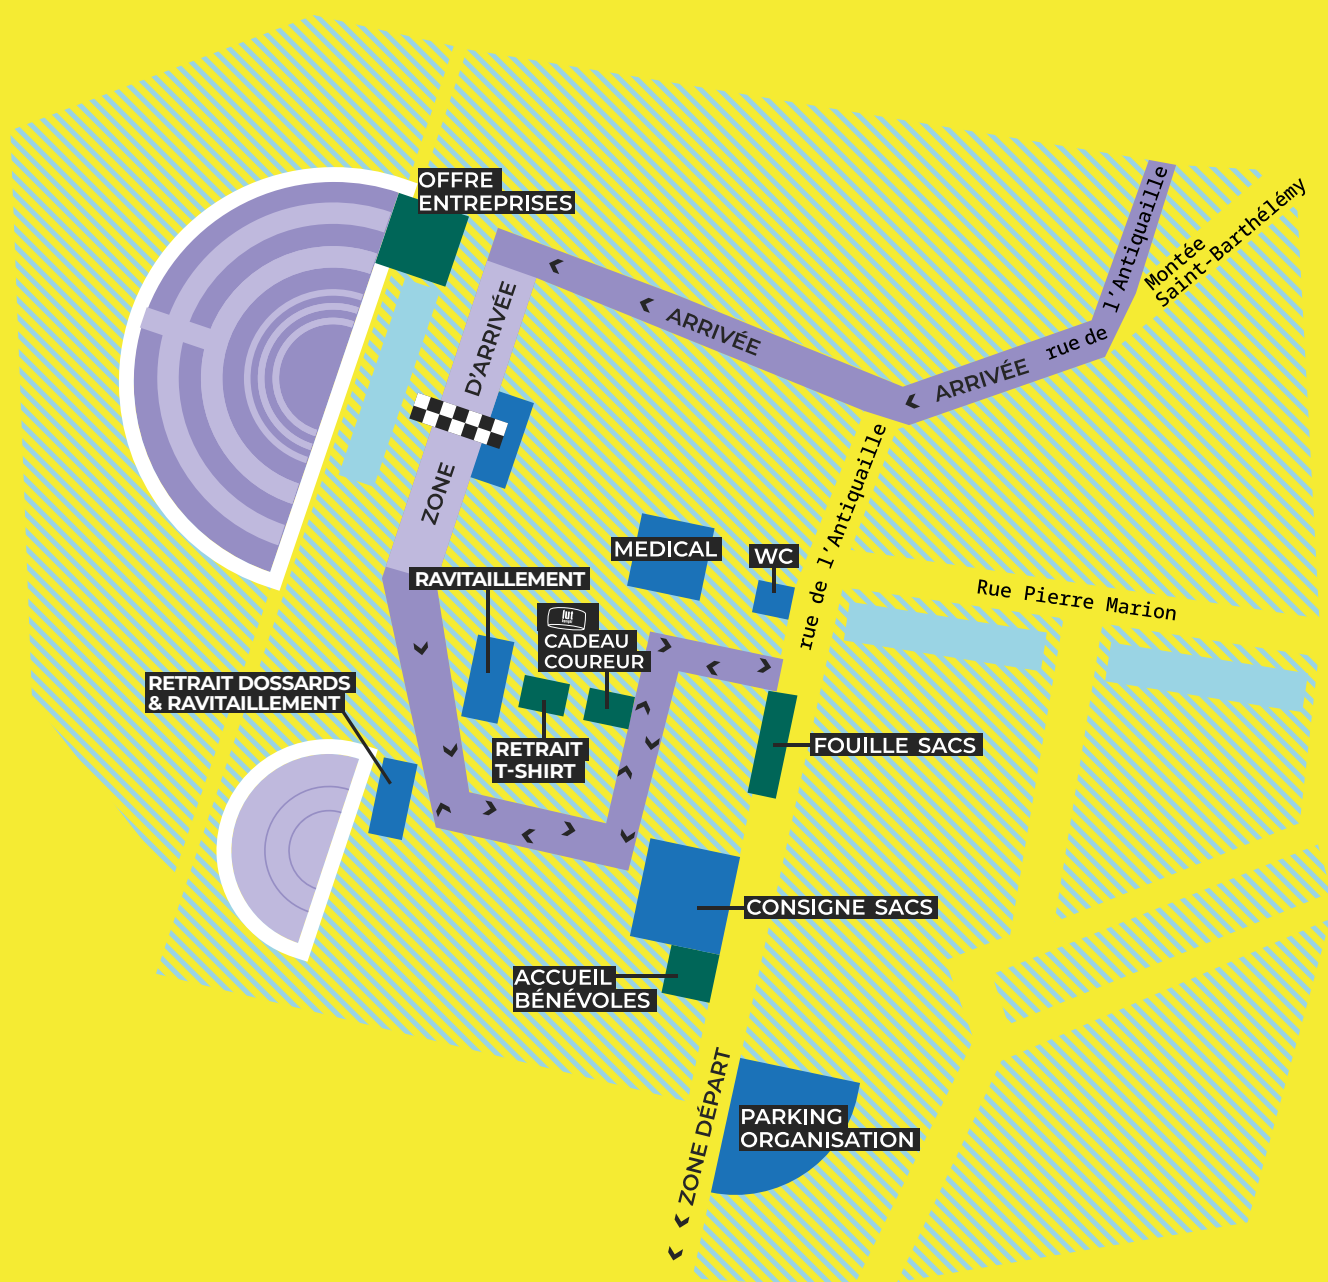 OFFRE
ENTREPRISES
rue de l'Antiquaille
Montée
Saint-Barthélémy
ARRIVÉE
ARRIVÉE
ZONE D'ARRIVÉE
rue de l'Antiquaille
MEDICAL
WC
RAVITAILLEMENT
Rue Pierre Marion
CADEAU
COUREUR
RETRAIT DOSSARDS
& RAVITAILLEMENT
RETRAIT
T-SHIRT
FOUILLE SACS
CONSIGNE SACS
ACCUEIL
BÉNÉVOLES
ZONE DÉPART
PARKING
ORGANISATION